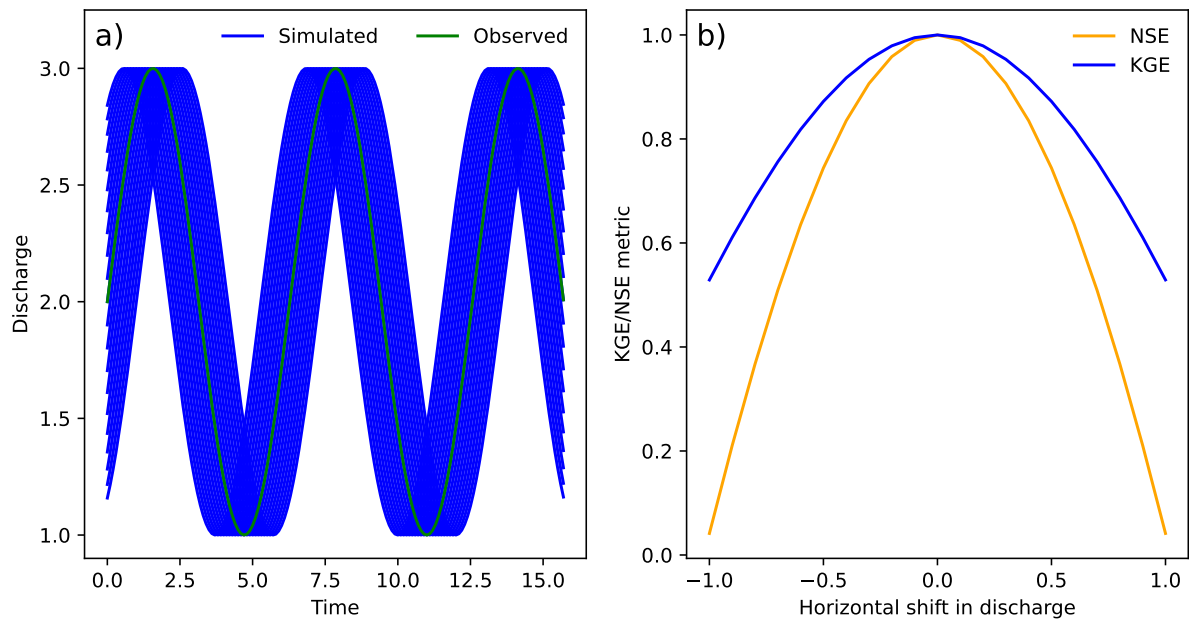 a)
Simulated
Observed
Discharge
3.0
2.5
2.0
1.5
1.0
0.0 2.5 5.0 7.5 10.0 12.5 15.0
Time
b)
NSE
KGE
KGE/NSE metric
1.0
0.8
0.6
0.4
0.2
0.0
−1.0 −0.5 0.0 0.5 1.0
Horizontal shift in discharge